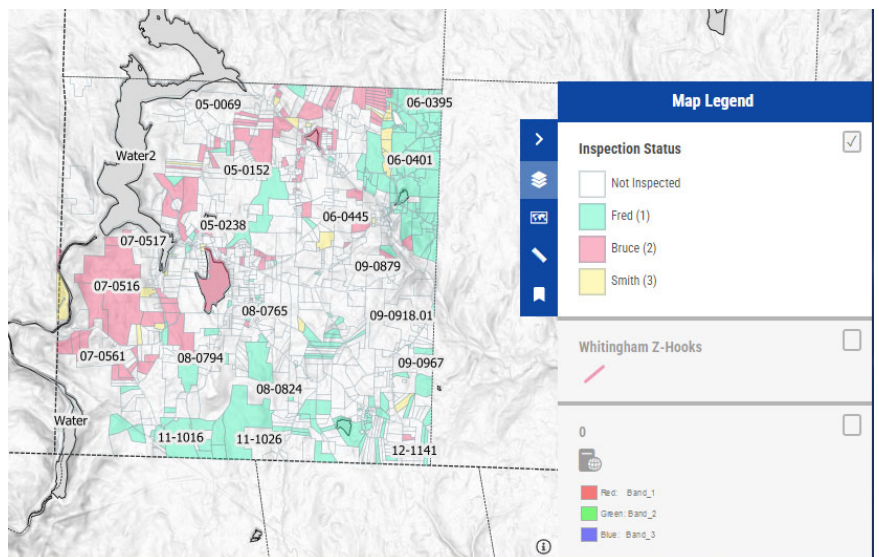 05-0069
06-0395
Water2
05-0152
06-0401
05-0238
06-0445
07-0517
07-0516
09-0879
08-0765
09-0918.01
07-0561
08-0794
09-0967
08-0824
Water
11-1016
11-1026
12-1141
Map Legend
Inspection Status
Not Inspected
Fred (1)
Bruce (2)
Smith (3)
Whitingham Z-Hooks
0
Red: Band_1
Green: Band_2
Blue: Band_3